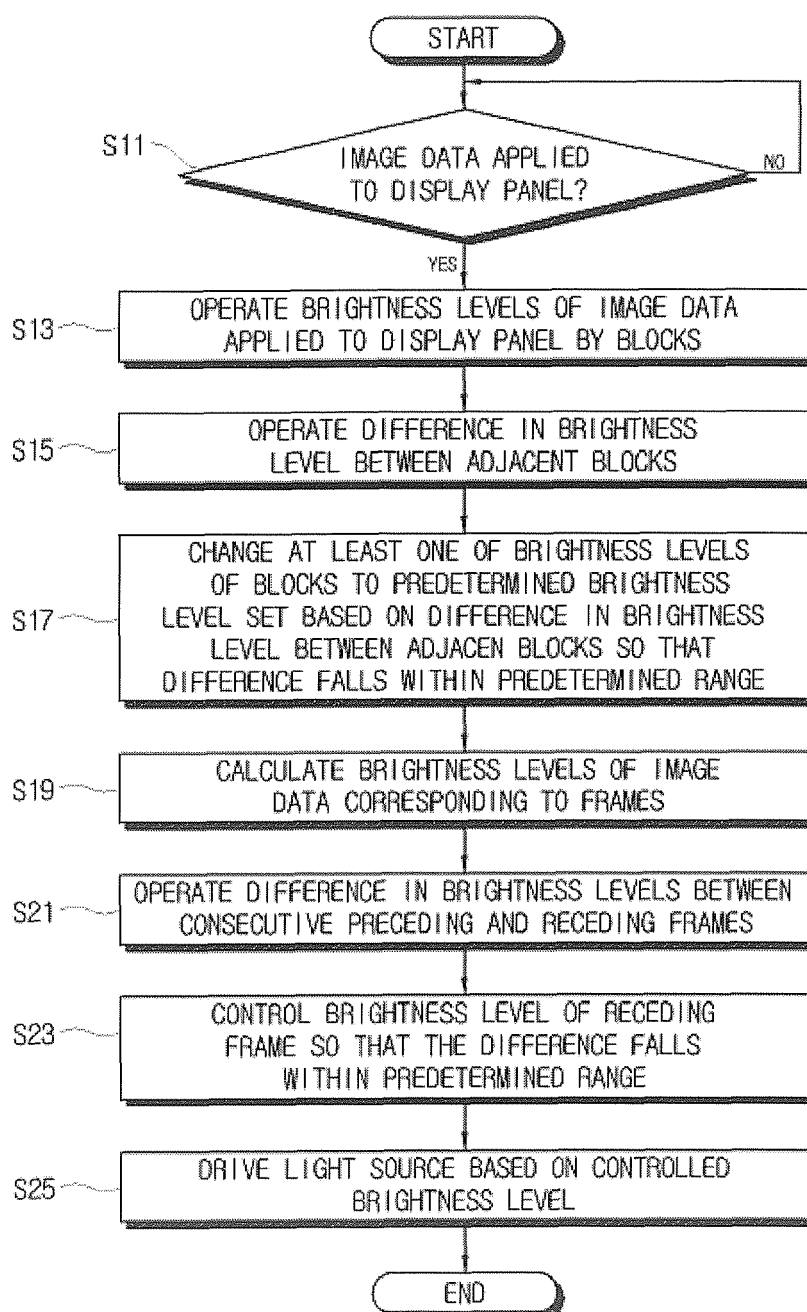 START
S11
IMAGE DATA APPLIED
TO DISPLAY PANEL?
NO
YES
S13
OPERATE BRIGHTNESS LEVELS OF IMAGE DATA
APPLIED TO DISPLAY PANEL BY BLOCKS
S15
OPERATE DIFFERENCE IN BRIGHTNESS
LEVEL BETWEEN ADJACENT BLOCKS
S17
CHANGE AT LEAST ONE OF BRIGHTNESS LEVELS
OF BLOCKS TO PREDETERMINED BRIGHTNESS
LEVEL SET BASED ON DIFFERENCE IN BRIGHTNESS
LEVEL BETWEEN ADJACEN BLOCKS SO THAT
DIFFERENCE FALLS WITHIN PREDETERMINED RANGE
S19
CALCULATE BRIGHTNESS LEVELS OF IMAGE
DATA CORRESPONDING TO FRAMES
S21
OPERATE DIFFERENCE IN BRIGHTNESS LEVELS BETWEEN
CONSECUTIVE PRECEDING AND RECEDING FRAMES
S23
CONTROL BRIGHTNESS LEVEL OF RECEDING
FRAME SO THAT THE DIFFERENCE FALLS
WITHIN PREDETERMINED RANGE
S25
DRIVE LIGHT SOURCE BASED ON CONTROLLED
BRIGHTNESS LEVEL
END